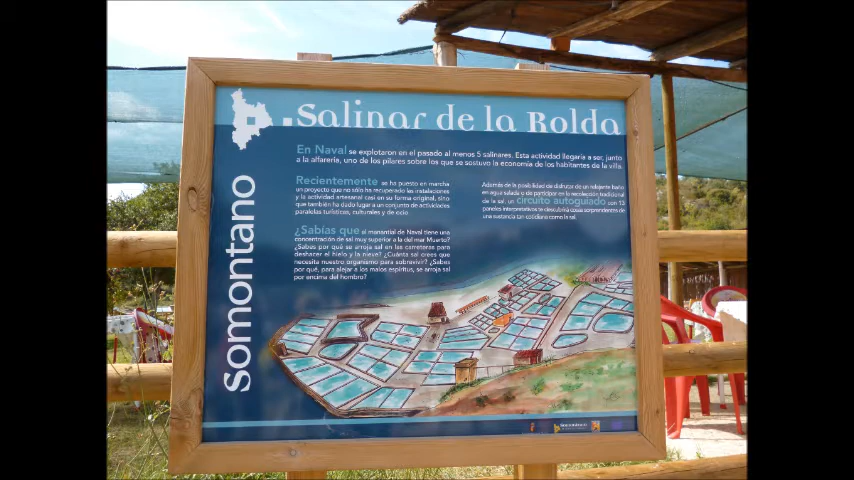 Salinas de la Rolda
somontano
En Naval se explotaron en el pasado al menos 5 salinares. Esta actividad llegaría a ser, junto
a la alfarería, uno de los pilares sobre los que se sostuvo la economía de los habitantes de la villa.
Recientemente se ha puesto en marcha
un proyecto que no sólo ha recuperado las instalaciones
y la actividad artesanal casi en su forma original, sino
que también ha dado lugar a un conjunto de actividades
paralelas turísticas, culturales y de ocio.
¿Sabías que el manantial de Naval tiene una
concentración de sal muy superior a la del mar Muerto?
¿Sabes por qué se arroja sal en las carreteras para
deshacer el hielo y la nieve? ¿Cuánta sal crees que
necesita nuestro organismo para sobrevivir? ¿Sabes
por qué, para alejar a los malos espíritus, se arroja sal
por encima del hombro?
Además de la posibilidad de disfrutar de un relajante baño
en agua salada o de participar en la recolección tradicional
de la sal, un circuito autoguiado con 13
paneles interpretativos te descubrirá cosas sorprendentes de
una sustancia tan cotidiana como la sal.